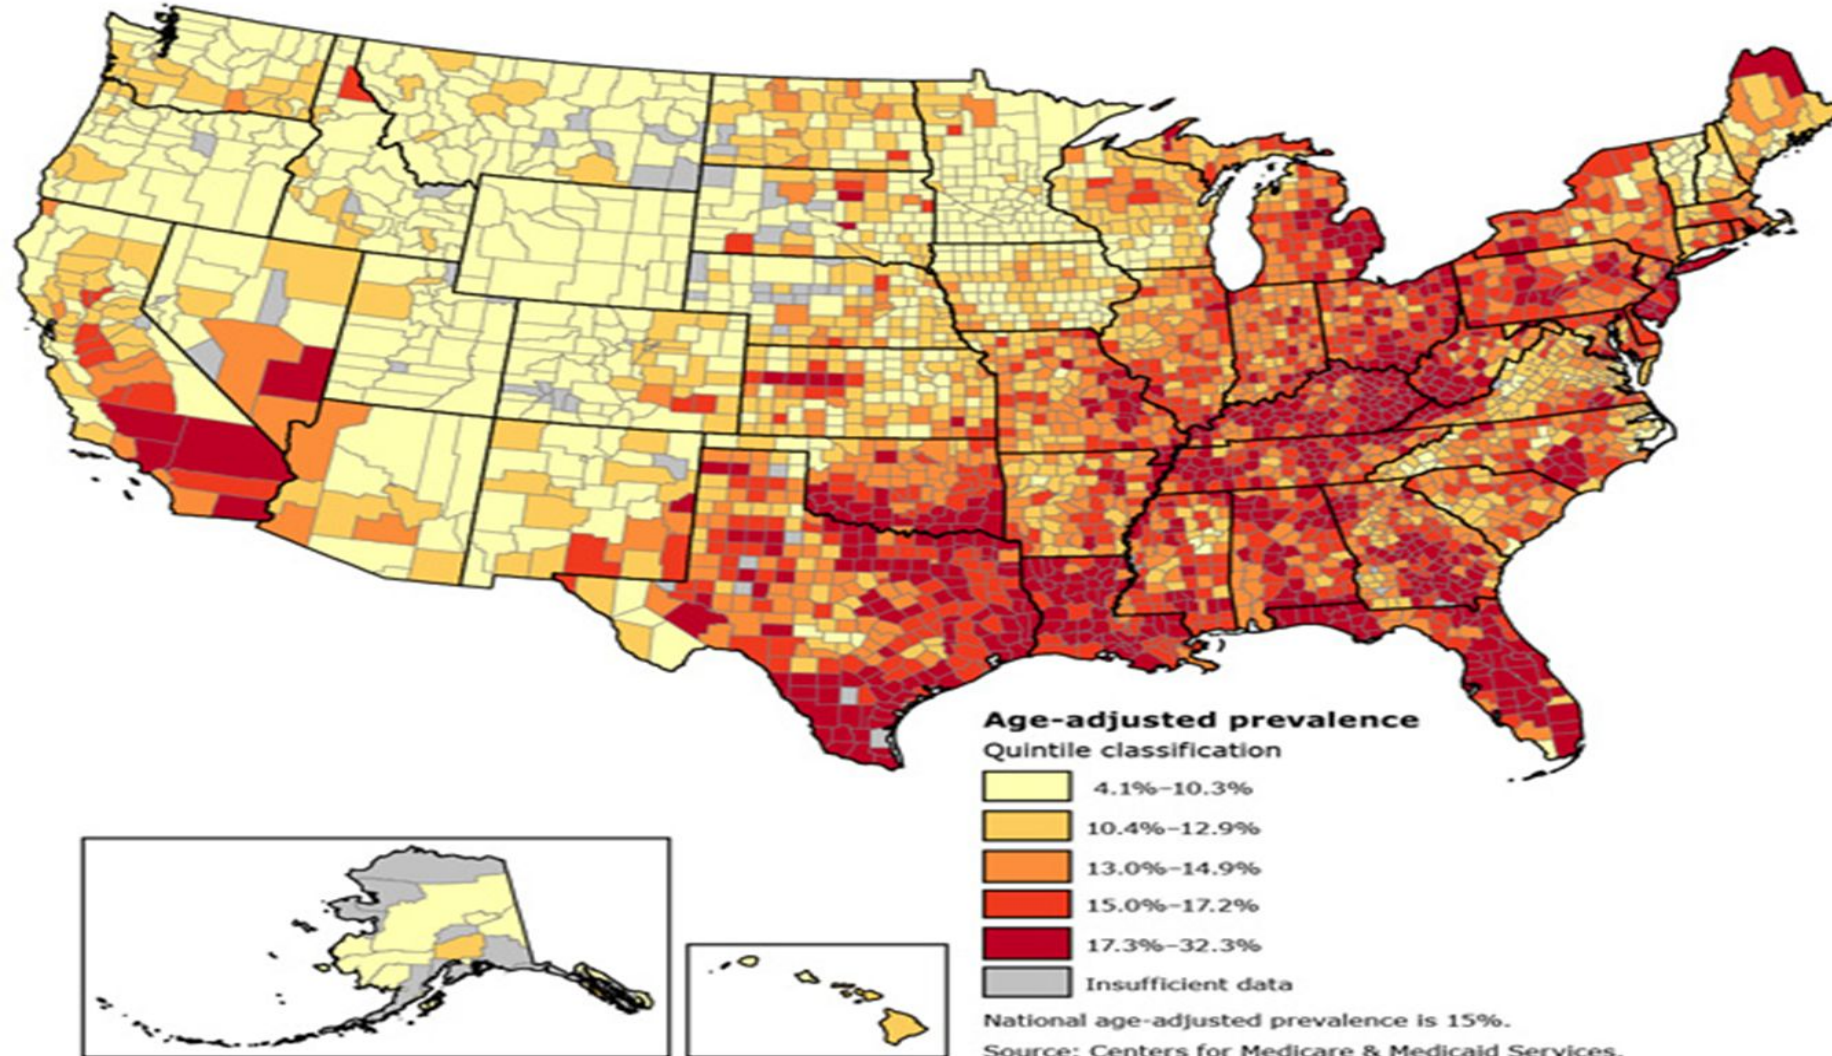 Age-adjusted prevalence
Quintile classification
4.1%–10.3%
10.4%–12.9%
13.0%–14.9%
15.0%–17.2%
17.3%–32.3%
Insufficient data
National age-adjusted prevalence is 15%.
Source: Centers for Medicare & Medicaid Services.